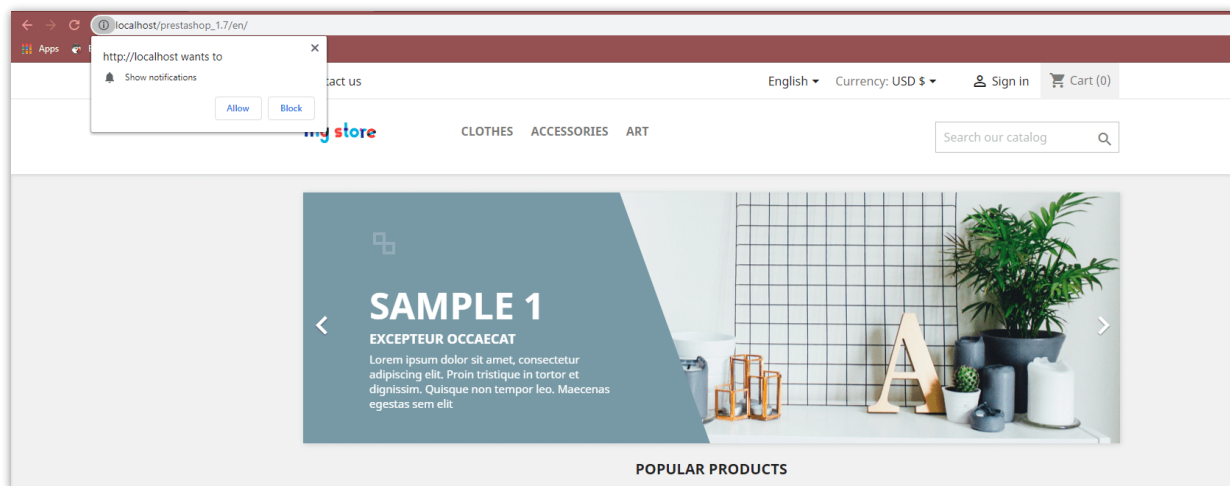 localhost/prestashop_1.7/en/
Apps
http://localhost wants to
Show notifications
Allow Block
us
English Currency: USD $ Sign in Cart (0)
my store CLOTHES ACCESSORIES ART
Search our catalog
SAMPLE 1
EXCEPTEUR OCCAECAT
Lorem ipsum dolor sit amet, consectetur
adipiscing elit. Proin tristique in tortor et
dignissim. Quisque non tempor leo. Maecenas
egestas sem elit
A
POPULAR PRODUCTS